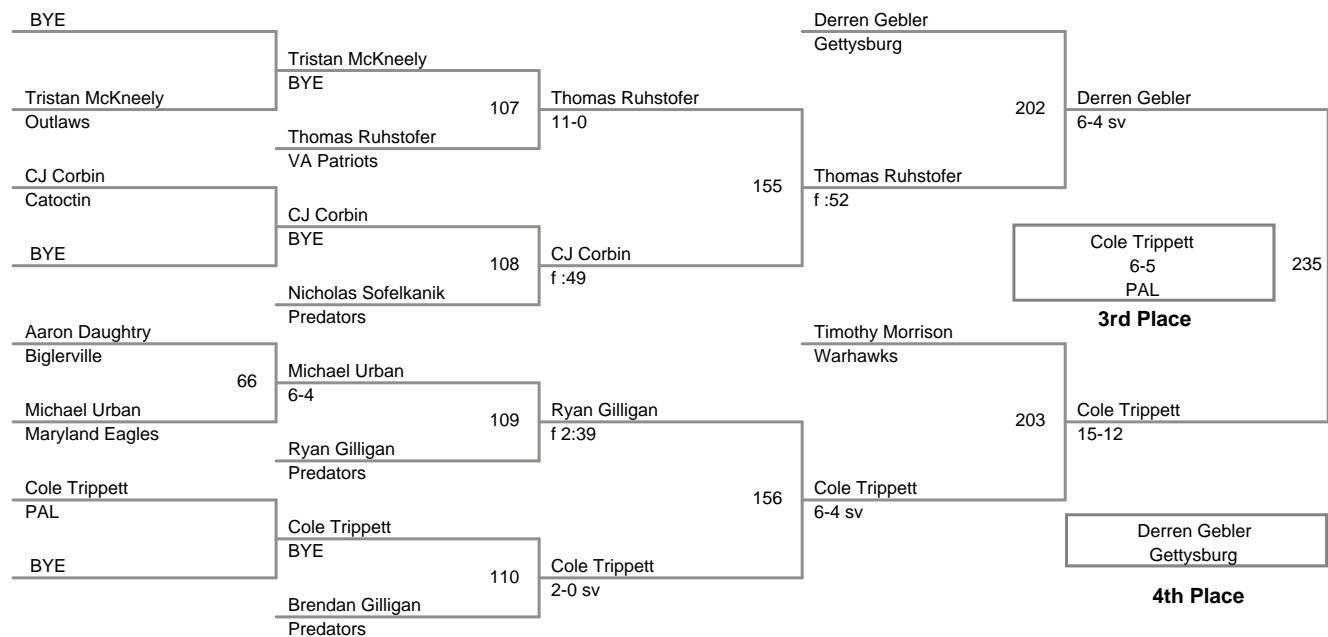 BYE
Tristan McKneely
Outlaws
CJ Corbin
Catoctin
BYE
Aaron Daughtry
Biglerville
66
Michael Urban
Maryland Eagles
Cole Trippett
PAL
BYE
Tristan McKneely
BYE
107
Thomas Ruhstofer
VA Patriots
CJ Corbin
BYE
108
Nicholas Sofelkanik
Predators
Michael Urban
6-4
109
Ryan Gilligan
Predators
Cole Trippett
BYE
110
Brendan Gilligan
Predators
Thomas Ruhstofer
11-0
155
CJ Corbin
f :49
Ryan Gilligan
f 2:39
156
Cole Trippett
2-0 sv
Derren Gebler
Gettysburg
202
Thomas Ruhstofer
f :52
Timothy Morrison
Warhawks
203
Cole Trippett
6-4 sv
Derren Gebler
6-4 sv
Cole Trippett
6-5
PAL
235
3rd Place
Cole Trippett
15-12
Derren Gebler
Gettysburg
4th Place